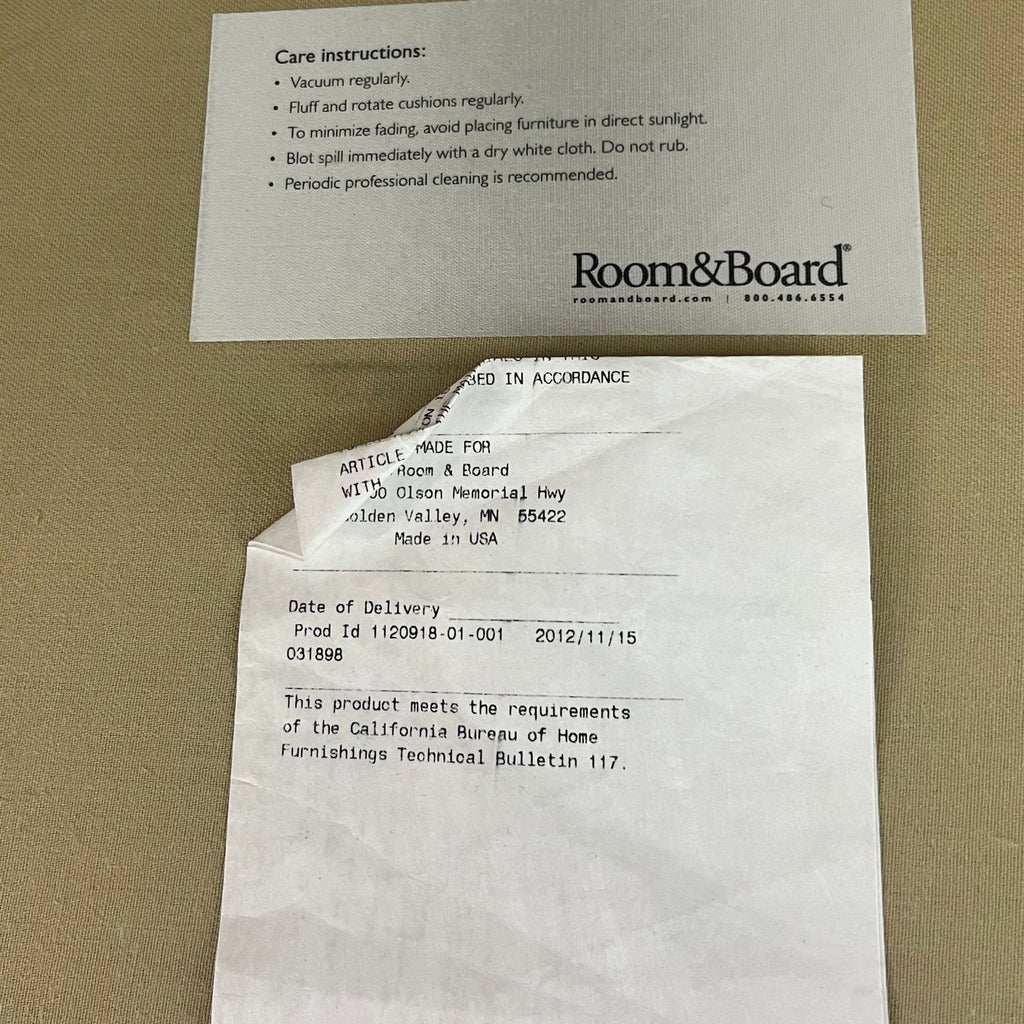 Care instructions:
• Vacuum regularly.
• Fluff and rotate cushions regularly.
• To minimize fading, avoid placing furniture in direct sunlight.
• Blot spill immediately with a dry white cloth. Do not rub.
• Periodic professional cleaning is recommended.
Room&Board®
roomandboard.com | 800.486.6554
IN ACCORDANCE
ARTICLE MADE FOR
Room & Board
WITH Olson Memorial Hwy
Valley, MN 55422
Made in USA
Date of Delivery
Prod Id 1120918-01-001 2012/11/15
031898
This product meets the requirements
of the California Bureau of Home
Furnishings Technical Bulletin 117.